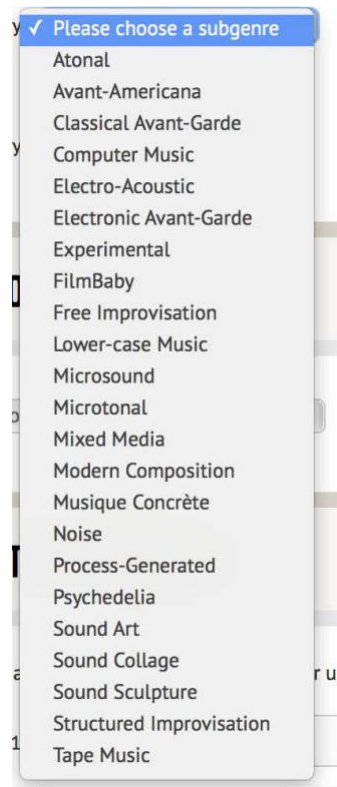 y ✓ Please choose a subgenre
Atonal
Avant-Americana
Classical Avant-Garde
y
Computer Music
Electro-Acoustic
Electronic Avant-Garde
Experimental
FilmBaby
Free Improvisation
Lower-case Music
Microsound
Microtonal
Mixed Media
Modern Composition
Musique Concrète
Noise
Process-Generated
Psychedelia
Sound Art
Sound Collage
a r u
Sound Sculpture
Structured Improvisation
1
Tape Music